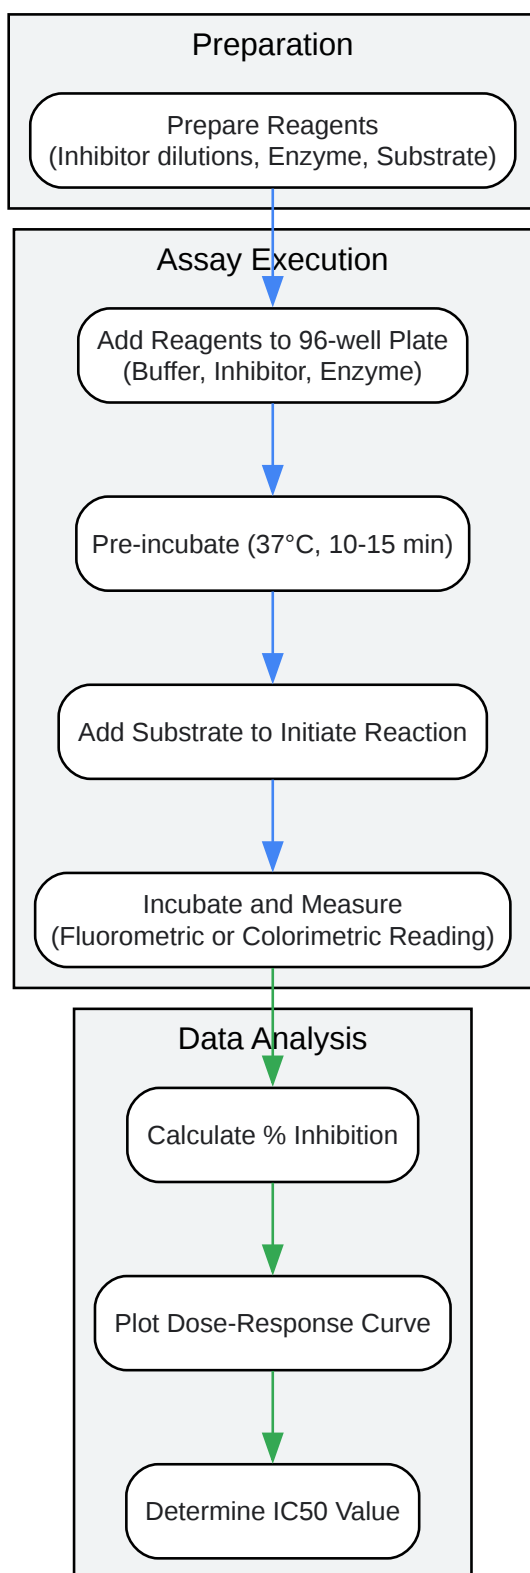 Preparation
Prepare Reagents
(Inhibitor dilutions, Enzyme, Substrate)
Assay Execution
Add Reagents to 96-well Plate
(Buffer, Inhibitor, Enzyme)
Pre-incubate (37°C, 10-15 min)
Add Substrate to Initiate Reaction
Incubate and Measure
(Fluorometric or Colorimetric Reading)
Data Analysis
Calculate % Inhibition
Plot Dose-Response Curve
Determine IC50 Value